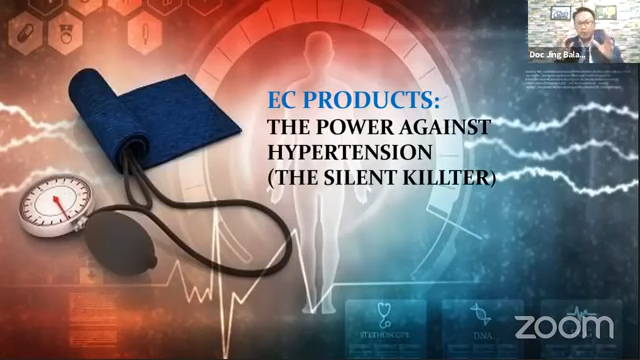 EC PRODUCTS:
THE POWER AGAINST
HYPERTENSION
(THE SILENT KILLTER)
Doc Jing Bala...
STETHOSCOPE
DNA
zoom